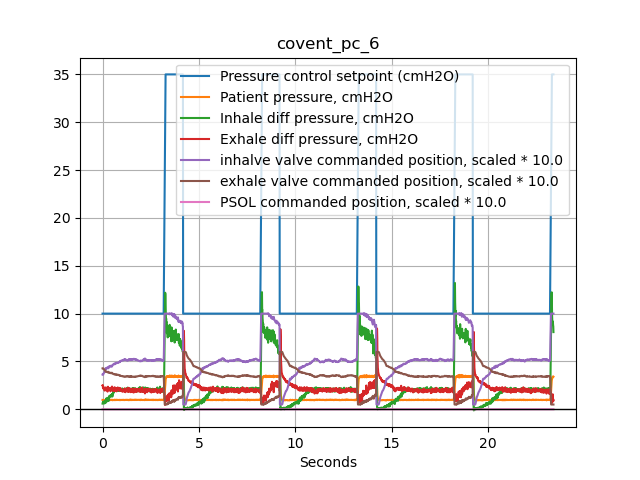 covent_pc_6
35
30
25
20
15
10
5
0
Pressure control setpoint (cmH2O)
Patient pressure, cmH2O
Inhale diff pressure, cmH2O
Exhale diff pressure, cmH2O
inhalve valve commanded position, scaled * 10.0
exhale valve commanded position, scaled * 10.0
PSOL commanded position, scaled * 10.0
0 5 10 15 20
Seconds